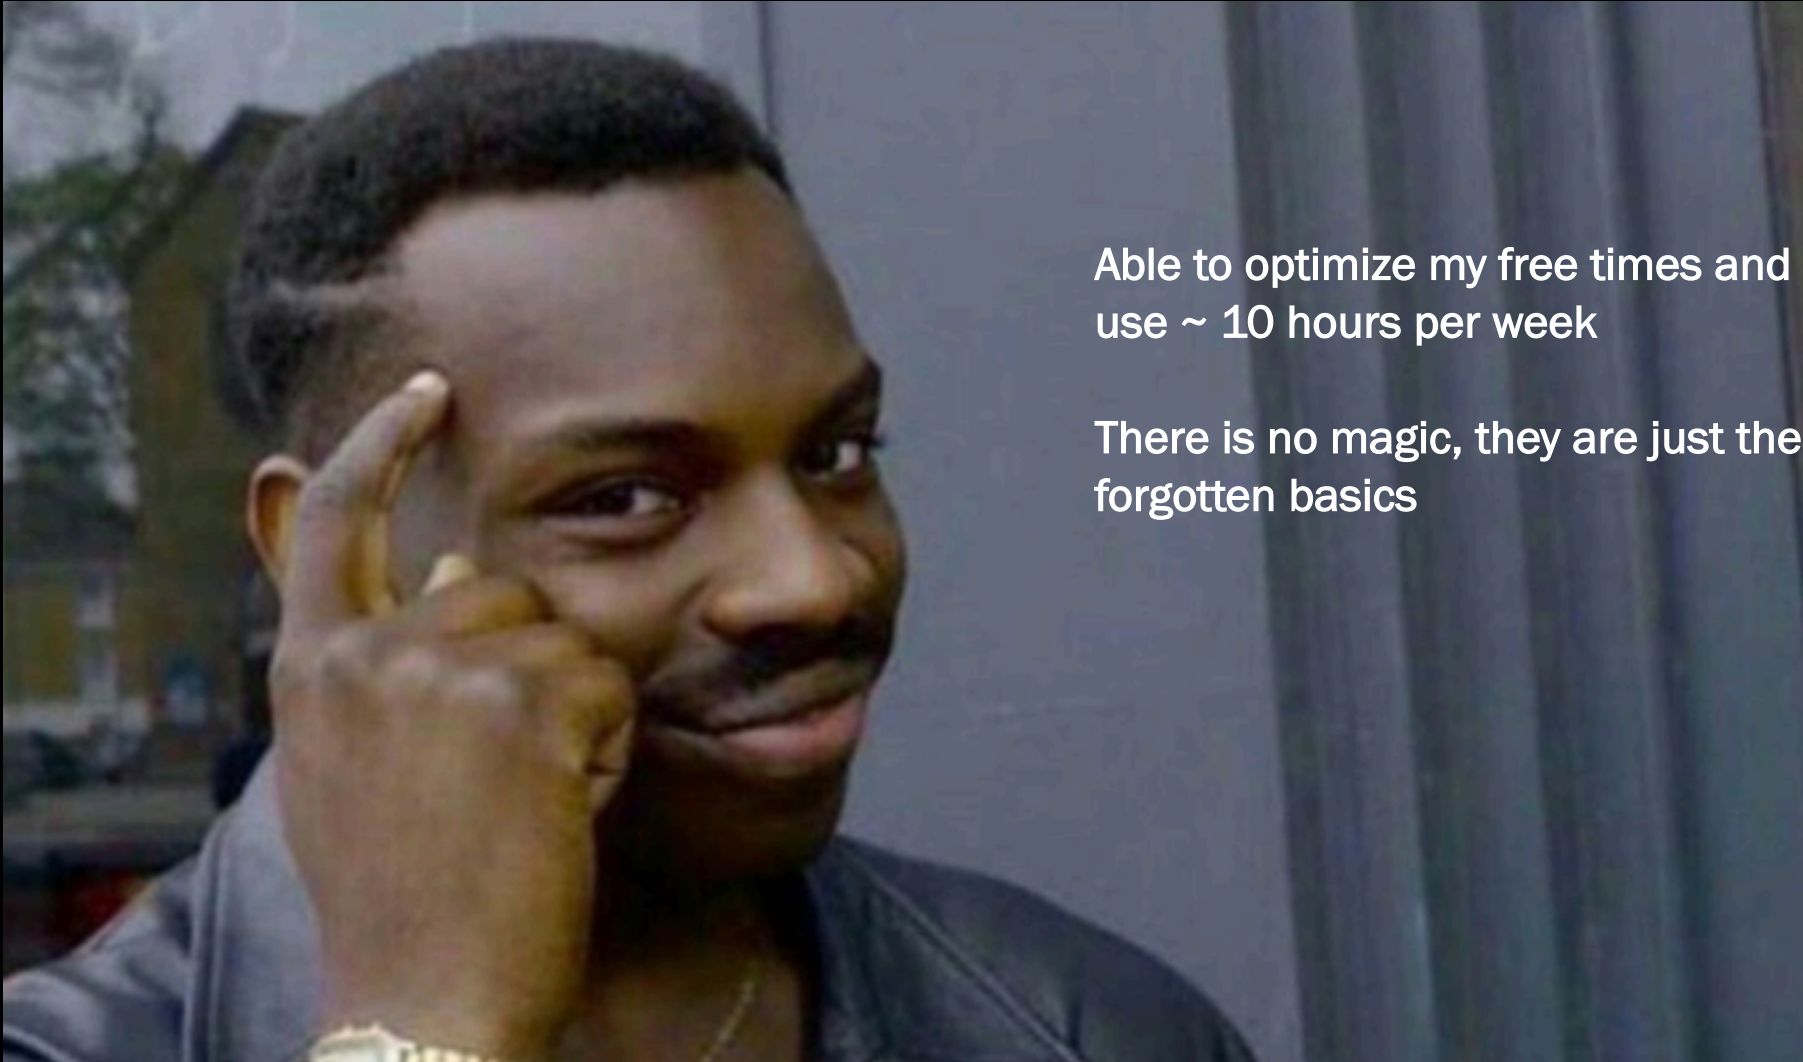 Able to optimize my free times and
use ~ 10 hours per week
There is no magic, they are just the
forgotten basics